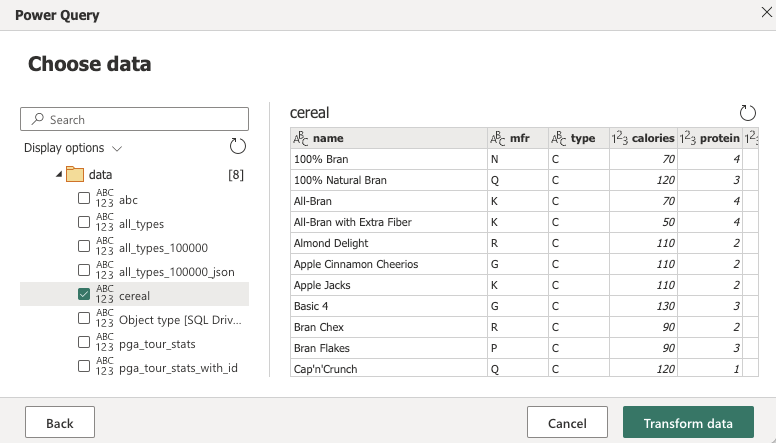 Power Query
Choose data
Search
Display options
data [8]
ABC 123 abc
ABC 123 all_types
ABC 123 all_types_100000
ABC 123 all_types_100000_json
ABC 123 cereal
ABC 123 Object type [SQL Driv...
ABC 123 pga_tour_stats
ABC 123 pga_tour_stats_with_id
cereal
ABC name ABC mfr ABC type 123 calories 123 protein 123
100% Bran N C 70 4
100% Natural Bran Q C 120 3
All-Bran K C 70 4
All-Bran with Extra Fiber K C 50 4
Almond Delight R C 110 2
Apple Cinnamon Cheerios G C 110 2
Apple Jacks K C 110 2
Basic 4 G C 130 3
Bran Chex R C 90 2
Bran Flakes P C 90 3
Cap'n'Crunch Q C 120 1
Back Cancel Transform data